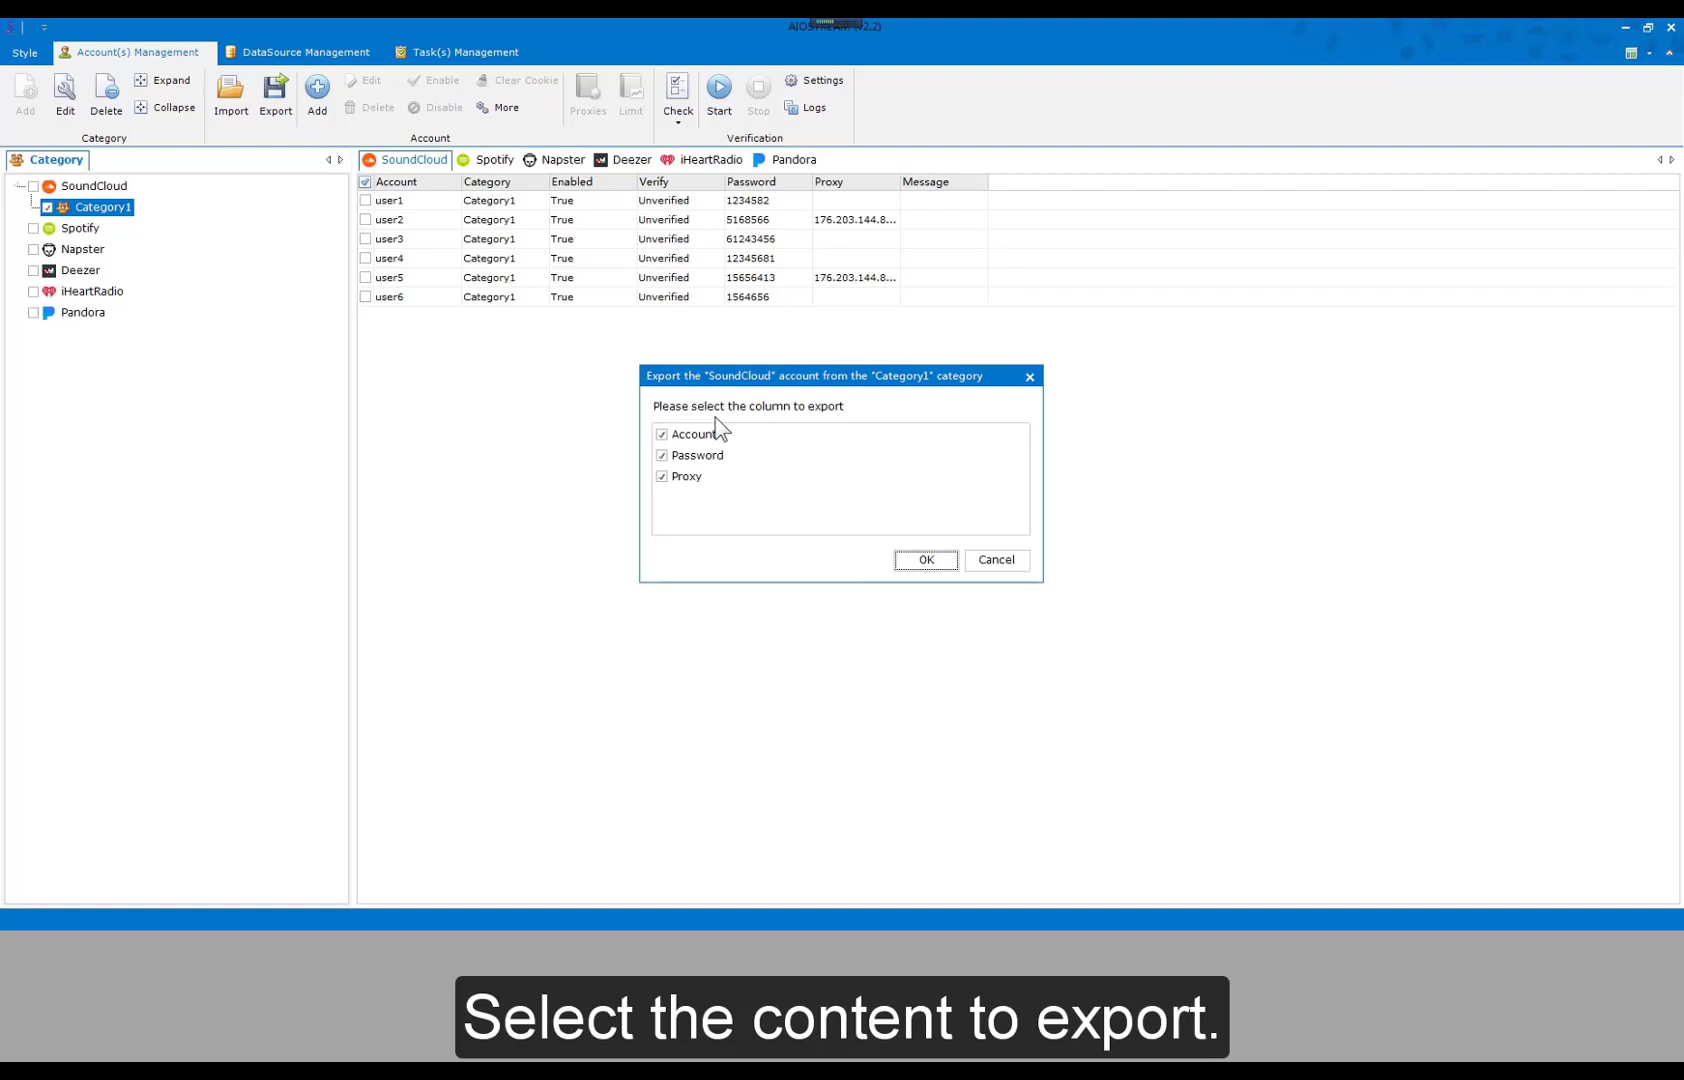 AIOSTREAM (v2.2)
Style Account(s) Management DataSource Management Task(s) Management
Add Edit Delete Expand Collapse Import Export Add Edit Delete Enable Disable Clear Cookie More Proxies Limit Check Start Stop Settings Logs
Category Account Verification
Category
SoundCloud
Category1
Spotify
Napster
Deezer
iHeartRadio
Pandora
SoundCloud Spotify Napster Deezer iHeartRadio Pandora
Account Category Enabled Verify Password Proxy Message
user1 Category1 True Unverified 1234582
user2 Category1 True Unverified 5168566 176.203.144.8...
user3 Category1 True Unverified 61243456
user4 Category1 True Unverified 12345681
user5 Category1 True Unverified 15656413 176.203.144.8...
user6 Category1 True Unverified 1564656
Export the "SoundCloud" account from the "Category1" category
Please select the column to export
Account
Password
Proxy
OK Cancel
Select the content to export.